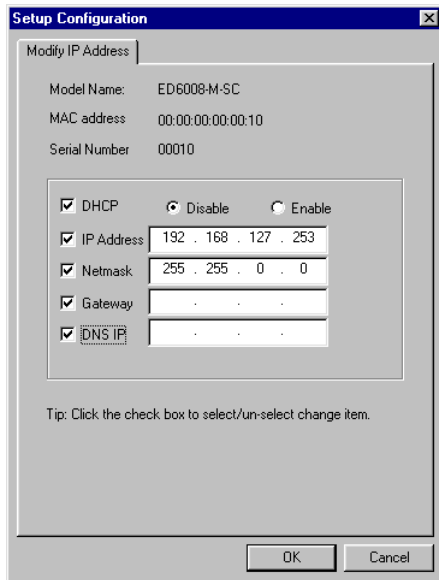 Setup Configuration
Modify IP Address
Model Name: ED6008-M-SC
MAC address 00:00:00:00:00:10
Serial Number 00010
DHCP Disable Enable
IP Address 192 . 168 . 127 . 253
Netmask 255 . 255 . 0 . 0
Gateway . . .
DNS IP . . .
Tip: Click the check box to select/un-select change item.
OK Cancel